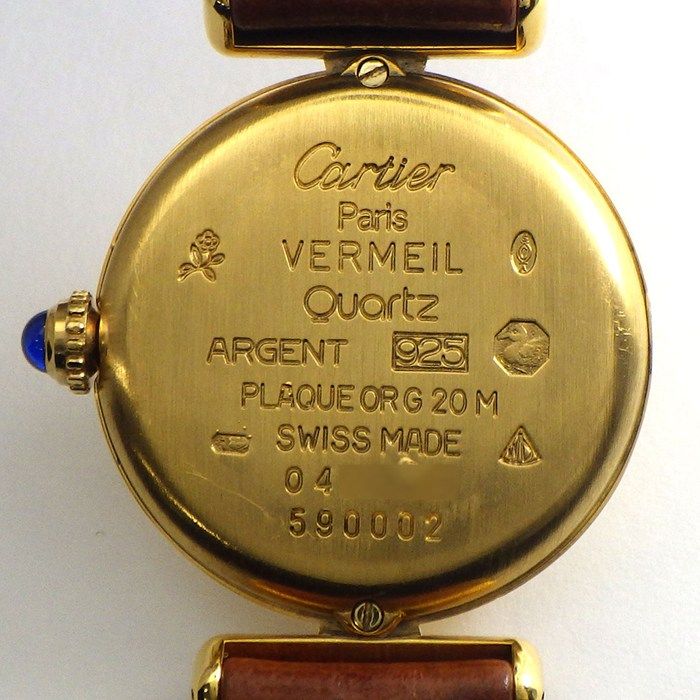 Cartier
Paris
VERMEIL
Quartz
ARGENT 925
PLAQUE OR G 20 M
SWISS MADE
04
590002